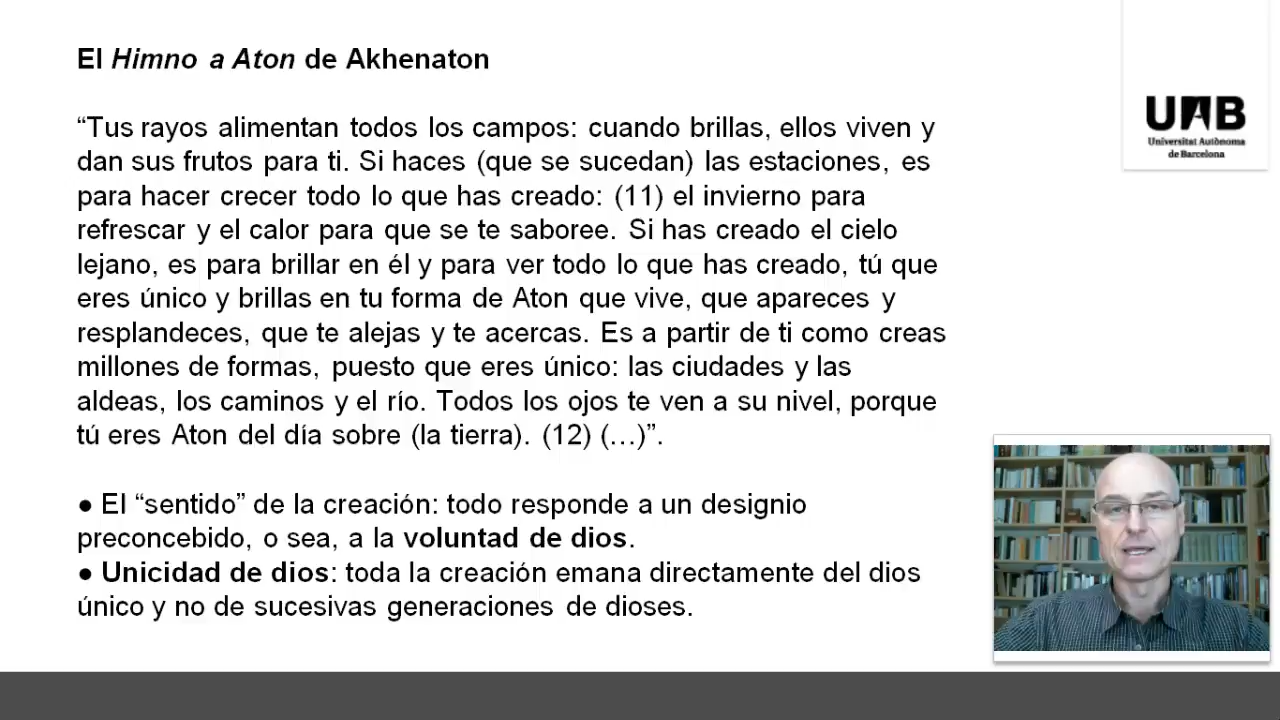 El Himno a Aton de Akhenaton
“Tus rayos alimentan todos los campos: cuando brillas, ellos viven y
dan sus frutos para ti. Si haces (que se sucedan) las estaciones, es
para hacer crecer todo lo que has creado: (11) el invierno para
refrescar y el calor para que se te saboree. Si has creado el cielo
lejano, es para brillar en él y para ver todo lo que has creado, tú que
eres único y brillas en tu forma de Aton que vive, que apareces y
resplandeces, que te alejas y te acercas. Es a partir de ti como creas
millones de formas, puesto que eres único: las ciudades y las
aldeas, los caminos y el río. Todos los ojos te ven a su nivel, porque
tú eres Aton del día sobre (la tierra). (12) (…)”.
● El “sentido” de la creación: todo responde a un designio
preconcebido, o sea, a la voluntad de dios.
● Unicidad de dios: toda la creación emana directamente del dios
único y no de sucesivas generaciones de dioses.
UAB
Universitat Autònoma
de Barcelona